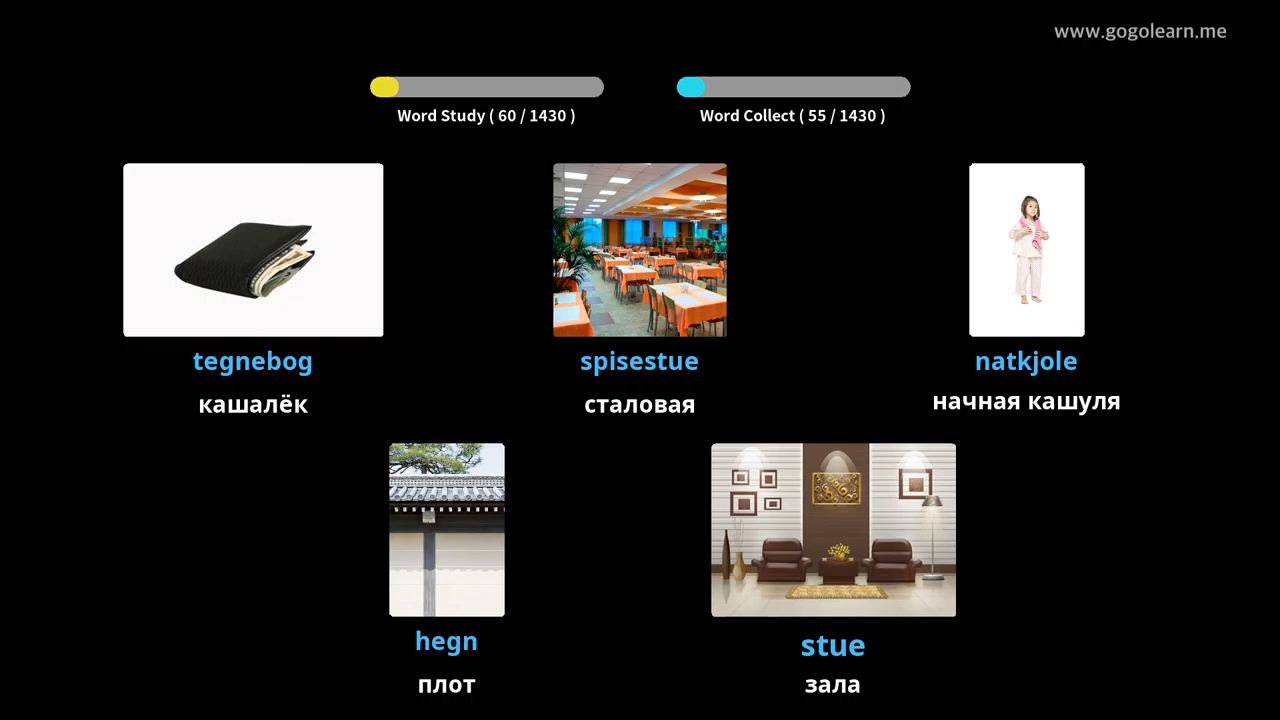 www.gogolearn.me
Word Study ( 60 / 1430 )
Word Collect ( 55 / 1430 )
tegnebog
spisestue
natkjole
кашалёк
сталовая
начная кашуля
hegn
stue
плот
зала